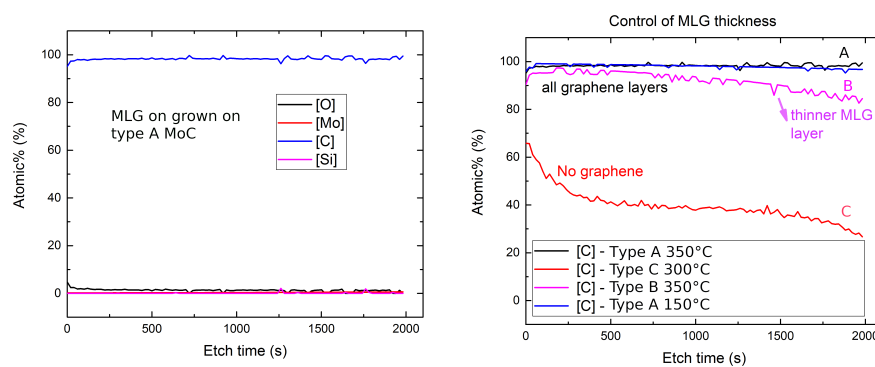 100
80
60
40
20
0
Atomic% (%)
MLG on grown on
type A MoC
[O]
[Mo]
[C]
[Si]
0
500
1000
1500
2000
Etch time (s)
Control of MLG thickness
100
80
60
40
20
0
Atomic% (%)
A
B
all graphene layers
thinner MLG
layer
No graphene
C
[C] - Type A 350°C
[C] - Type C 300°C
[C] - Type B 350°C
[C] - Type A 150°C
0
500
1000
1500
2000
Etch time (s)